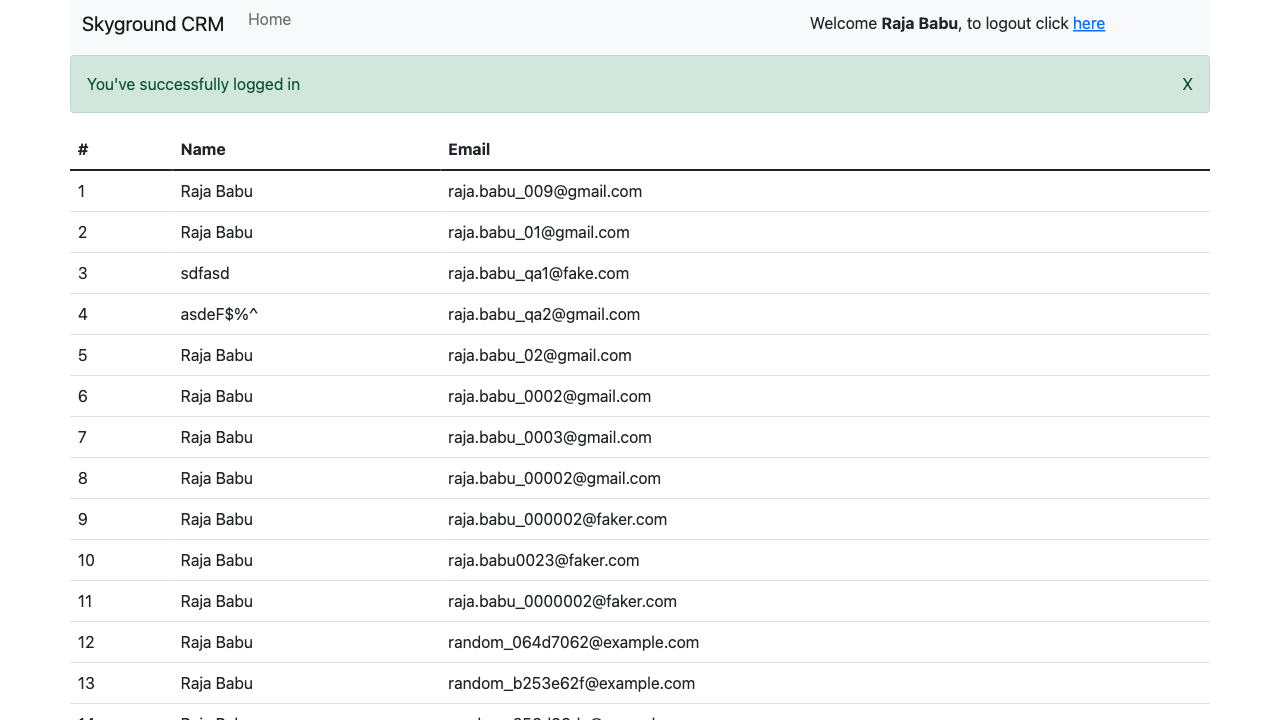 Skyground CRM Home Welcome Raja Babu, to logout click here
You've successfully logged in X
# Name Email
1 Raja Babu raja.babu_009@gmail.com
2 Raja Babu raja.babu_01@gmail.com
3 sdfasd raja.babu_qa1@fake.com
4 asdeF$%^ raja.babu_qa2@gmail.com
5 Raja Babu raja.babu_02@gmail.com
6 Raja Babu raja.babu_0002@gmail.com
7 Raja Babu raja.babu_0003@gmail.com
8 Raja Babu raja.babu_00002@gmail.com
9 Raja Babu raja.babu_000002@faker.com
10 Raja Babu raja.babu0023@faker.com
11 Raja Babu raja.babu_0000002@faker.com
12 Raja Babu random_064d7062@example.com
13 Raja Babu random_b253e62f@example.com